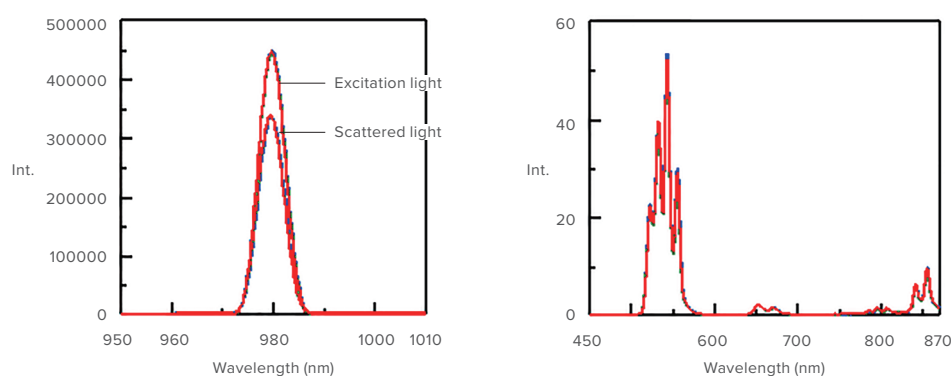 500000
400000
Excitation light
300000
Scattered light
Int.
200000
100000
0
950 960 980 1000 1010
Wavelength (nm)
60
40
Int.
20
0
450 600 700 800 870
Wavelength (nm)